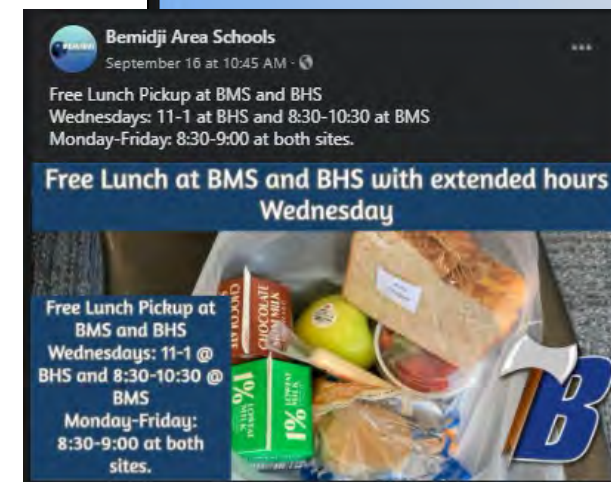 Bemidji Area Schools
September 16 at 10:45 AM ·
Free Lunch Pickup at BMS and BHS
Wednesdays: 11-1 at BHS and 8:30-10:30 at BMS
Monday-Friday: 8:30-9:00 at both sites.
Free Lunch at BMS and BHS with extended hours
Wednesday
Free Lunch Pickup at
BMS and BHS
Wednesdays: 11-1 @
BHS and 8:30-10:30 @
BMS
Monday-Friday:
8:30-9:00 at both
sites.
CHOCOLATE
CHOCOLATE
MILK
1% LOWFAT
MILK
1%
B